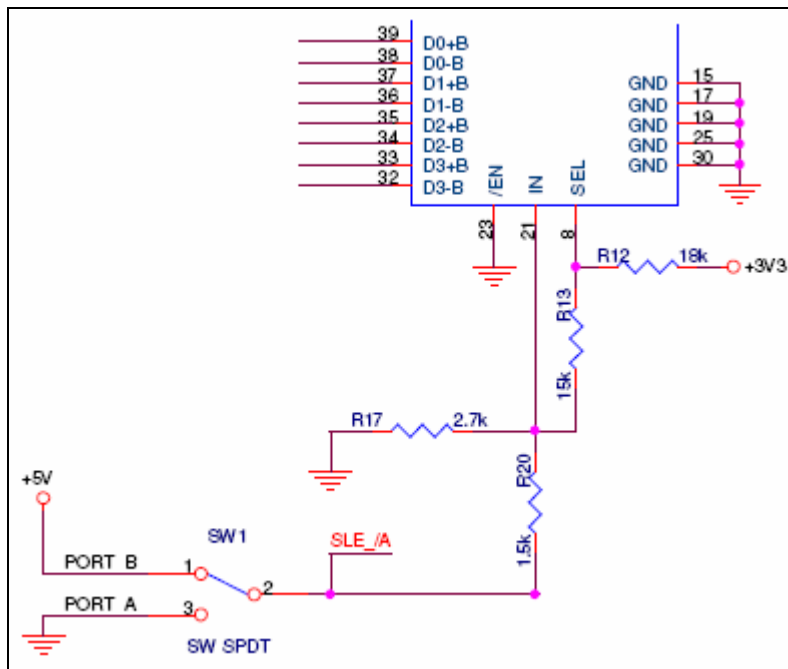 39 D0+B
38 D0-B
37 D1+B
36 D1-B
35 D2+B
34 D2-B
33 D3+B
32 D3-B
GND 15
GND 17
GND 19
GND 25
GND 30
/EN
IN
SEL
23
21
8
R12 18k
+3V3
R13
15k
R17 2.7k
R20
1.5k
+5V
SW1
SLE_/A
PORT B 1
2
PORT A 3
SW SPDT